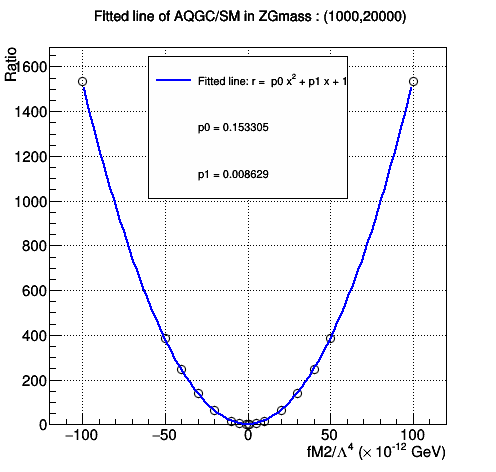 FItted line of AQGC/SM in ZGmass : (1000,20000)
Ratio
1600
1400
1200
1000
800
600
400
200
0
Fitted line: r = p0 x² + p1 x + 1
p0 = 0.153305
p1 = 0.008629
−100 −50 0 50 100
fM2/Λ⁴ (× 10⁻¹² GeV)